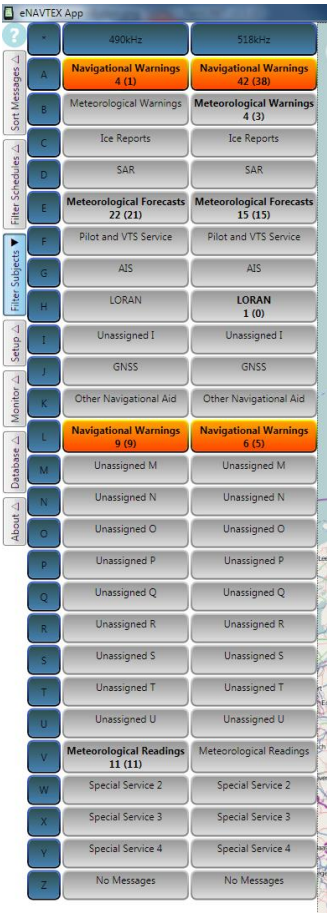 eNAVTEX App
?
* 490kHz 518kHz
A Navigational Warnings Navigational Warnings
4 (1) 42 (38)
B Meteorological Warnings Meteorological Warnings
4 (3)
C Ice Reports Ice Reports
D SAR SAR
E Meteorological Forecasts Meteorological Forecasts
22 (21) 15 (15)
F Pilot and VTS Service Pilot and VTS Service
G AIS AIS
H LORAN LORAN
1 (0)
I Unassigned I Unassigned I
J GNSS GNSS
K Other Navigational Aid Other Navigational Aid
L Navigational Warnings Navigational Warnings
9 (9) 6 (5)
M Unassigned M Unassigned M
N Unassigned N Unassigned N
O Unassigned O Unassigned O
P Unassigned P Unassigned P
Q Unassigned Q Unassigned Q
R Unassigned R Unassigned R
S Unassigned S Unassigned S
T Unassigned T Unassigned T
U Unassigned U Unassigned U
V Meteorological Readings Meteorological Readings
11 (11)
W Special Service 2 Special Service 2
X Special Service 3 Special Service 3
Y Special Service 4 Special Service 4
Z No Messages No Messages
Sort Messages △
Filter Schedules △
Filter Subjects ▼
Setup △
Monitor △
Database △
About △